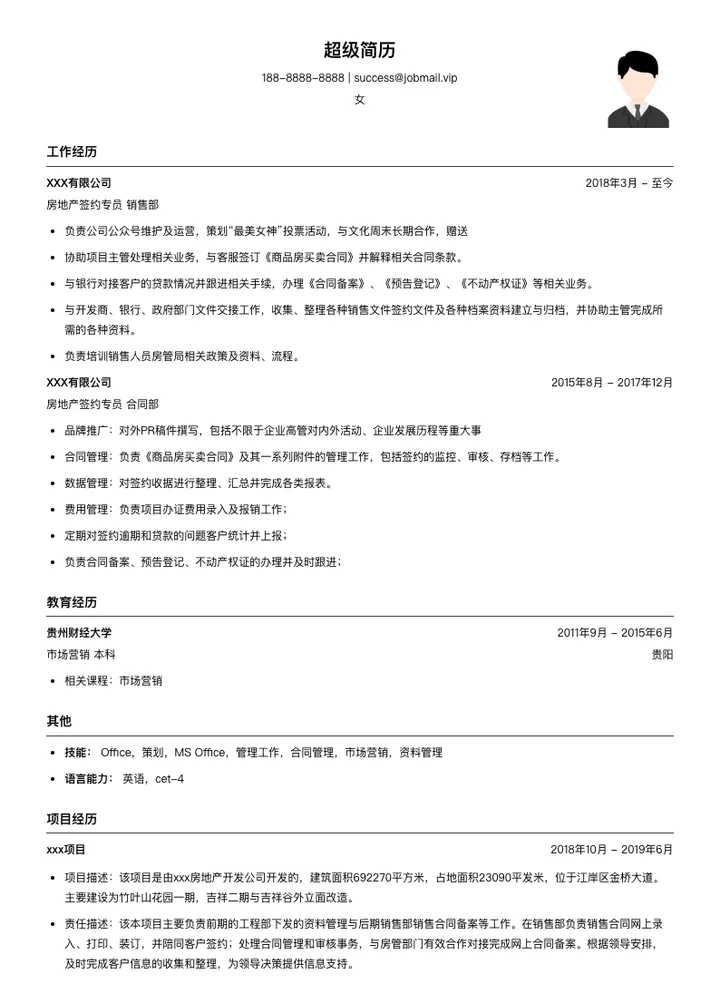 超级简历
188-8888-8888 | success@jobmail.vip
女
工作经历
XXX有限公司 2018年3月 – 至今
房地产签约专员 销售部
• 负责公司公众号维护及运营，策划“最美女神”投票活动，与文化周末长期合作，赠送
• 协助项目主管处理相关业务，与客服签订《商品房买卖合同》并解释相关合同条款。
• 与银行对接客户的贷款情况并跟进相关手续，办理《合同备案》、《预告登记》、《不动产权证》等相关业务。
• 与开发商、银行、政府部门文件交接工作，收集、整理各种销售文件签约文件及各种档案资料建立与归档，并协助主管完成所
需的各种资料。
• 负责培训销售人员房管局相关政策及资料、流程。
XXX有限公司 2015年8月 – 2017年12月
房地产签约专员 合同部
• 品牌推广：对外PR稿件撰写，包括不限于企业高管对内外活动、企业发展历程等重大事
• 合同管理：负责《商品房买卖合同》及其一系列附件的管理工作，包括签约的监控、审核、存档等工作。
• 数据管理：对签约收据进行整理、汇总并完成各类报表。
• 费用管理：负责项目办证费用录入及报销工作；
• 定期对签约逾期和贷款的问题客户统计并上报；
• 负责合同备案、预告登记、不动产权证的办理并及时跟进；
教育经历
贵州财经大学 2011年9月 – 2015年6月
市场营销 本科 贵阳
• 相关课程：市场营销
其他
• 技能： Office，策划，MS Office，管理工作，合同管理，市场营销，资料管理
• 语言能力： 英语，cet-4
项目经历
xxx项目 2018年10月 – 2019年6月
• 项目描述：该项目是由xxx房地产开发公司开发的，建筑面积692270平方米，占地面积23090平发米，位于江岸区金桥大道。
主要建设为竹叶山花园一期，吉祥二期与吉祥谷外立面改造。
• 责任描述：该本项目主要负责前期的工程部下发的资料管理与后期销售部销售合同备案等工作。在销售部负责销售合同网上录
入、打印、装订，并陪同客户签约；处理合同管理和审核事务，与房管部门有效合作对接完成网上合同备案。根据领导安排，
及时完成客户信息的收集和整理，为领导决策提供信息支持。